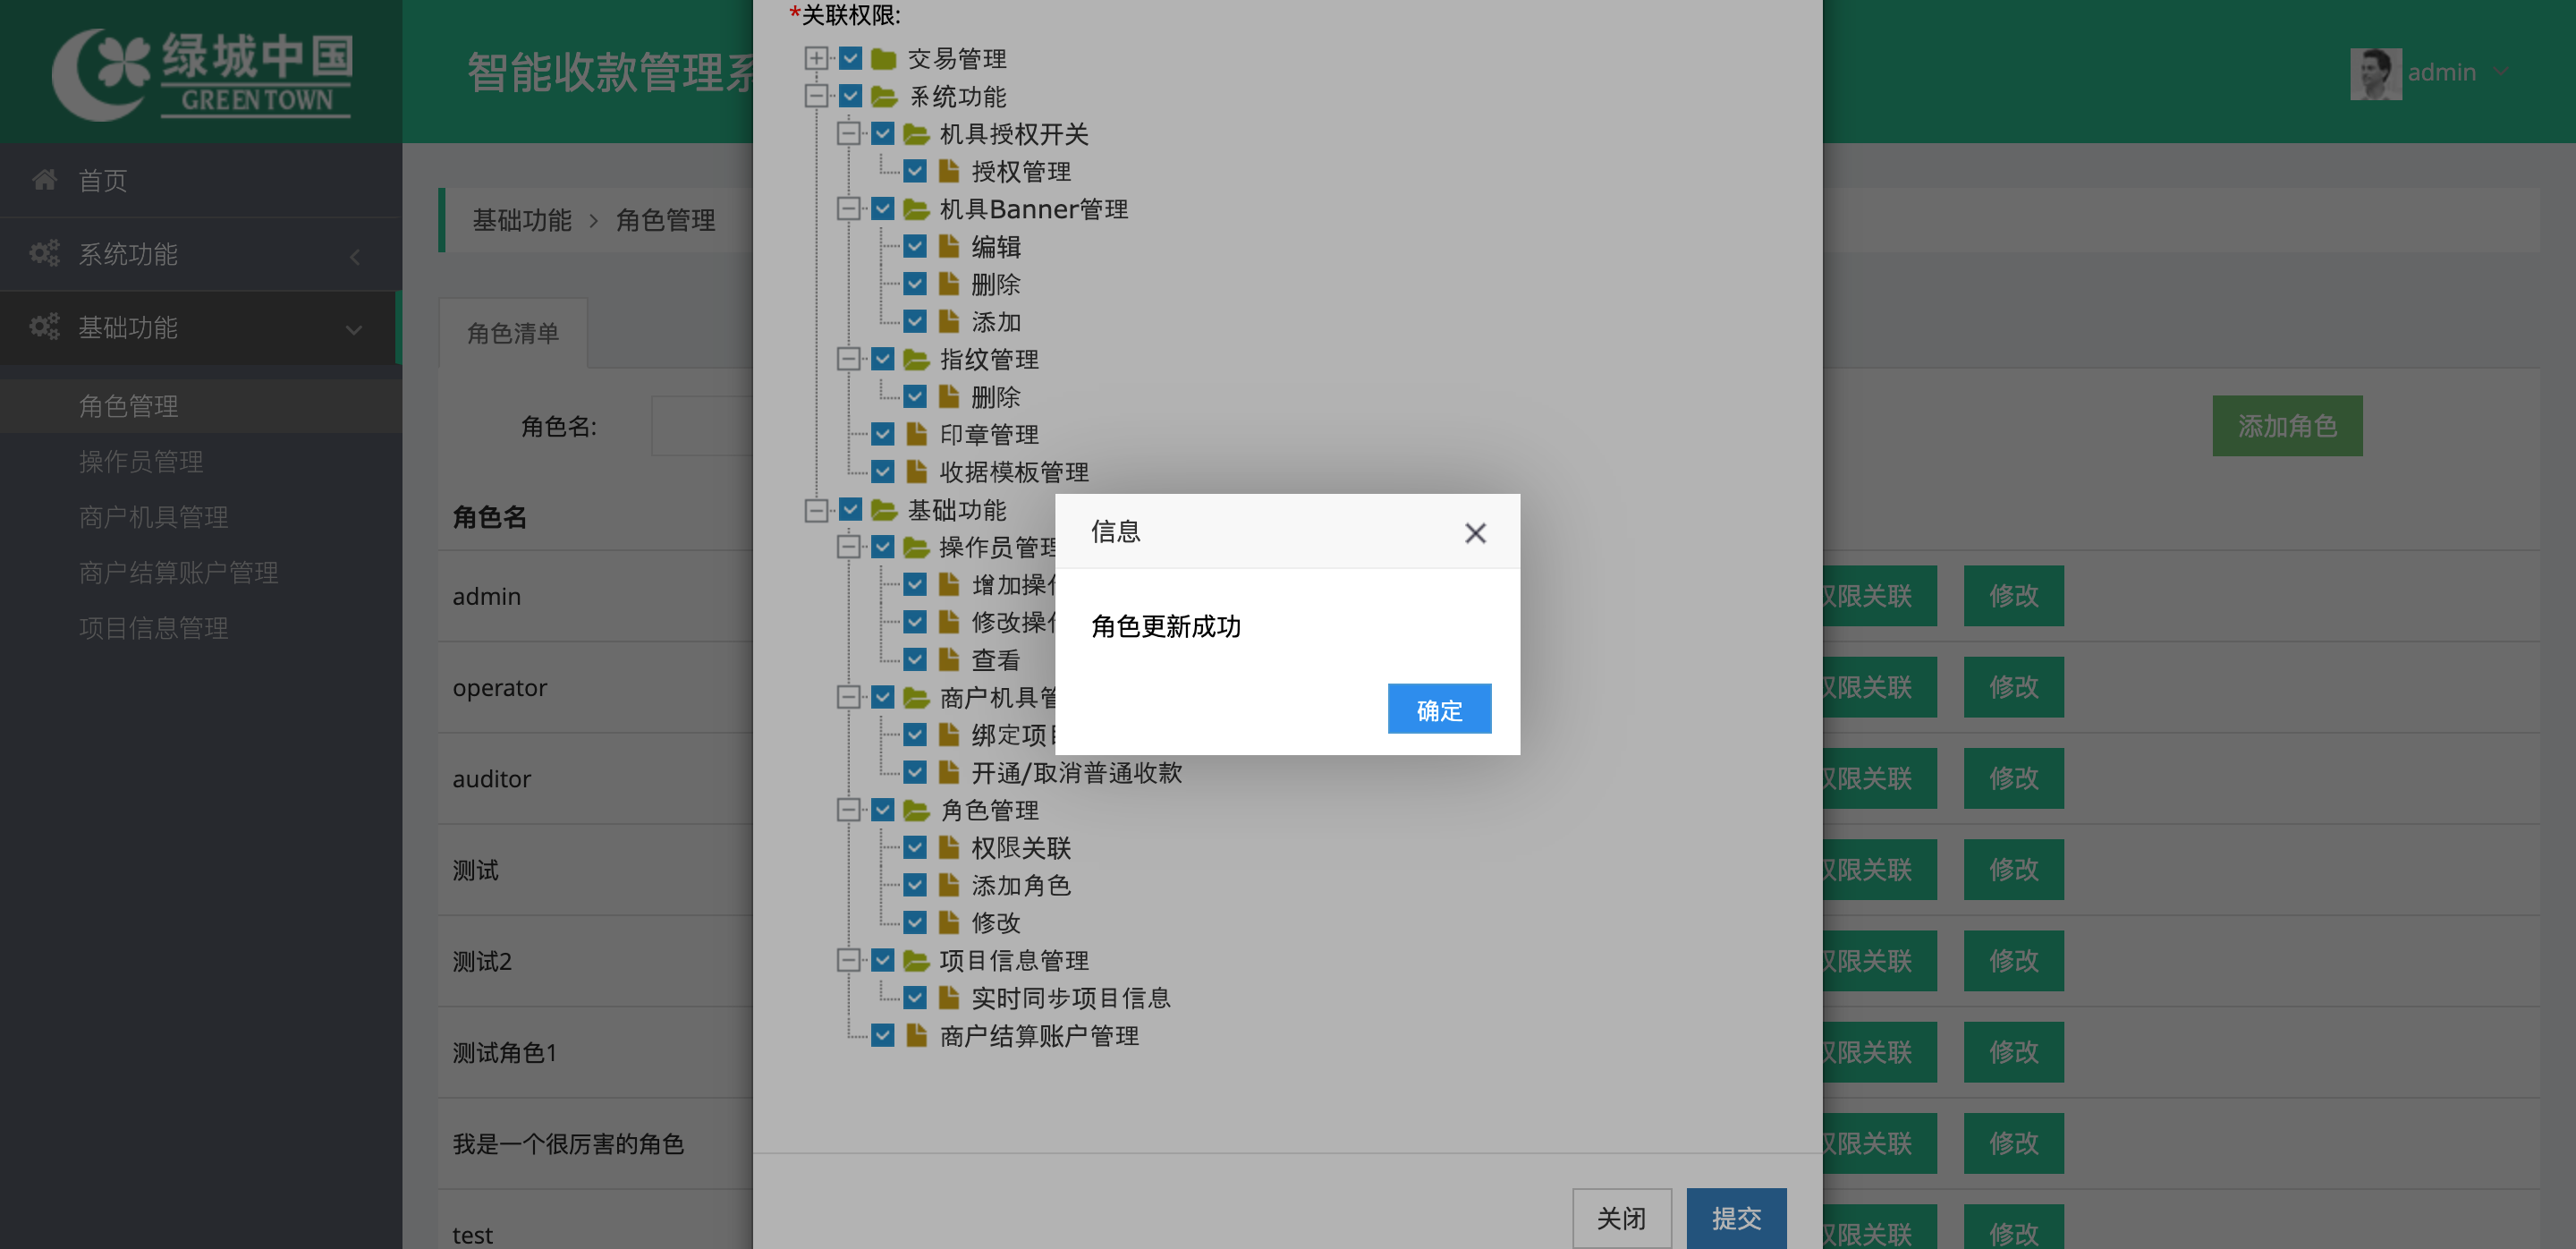 绿城中国
GREENTOWN
智能收款管理系
admin
首页
系统功能
基础功能
角色管理
操作员管理
商户机具管理
商户结算账户管理
项目信息管理
基础功能 > 角色管理
角色清单
角色名:
添加角色
角色名
admin
权限关联 修改
operator
权限关联 修改
auditor
权限关联 修改
测试
权限关联 修改
测试2
权限关联 修改
测试角色1
权限关联 修改
我是一个很厉害的角色
权限关联 修改
test
权限关联 修改
*关联权限:
交易管理
系统功能
机具授权开关
授权管理
机具Banner管理
编辑
删除
添加
指纹管理
删除
印章管理
收据模板管理
基础功能
操作员管理
增加操作
修改操作
查看
商户机具管
绑定项目
开通/取消普通收款
角色管理
权限关联
添加角色
修改
项目信息管理
实时同步项目信息
商户结算账户管理
关闭 提交
信息
角色更新成功
确定